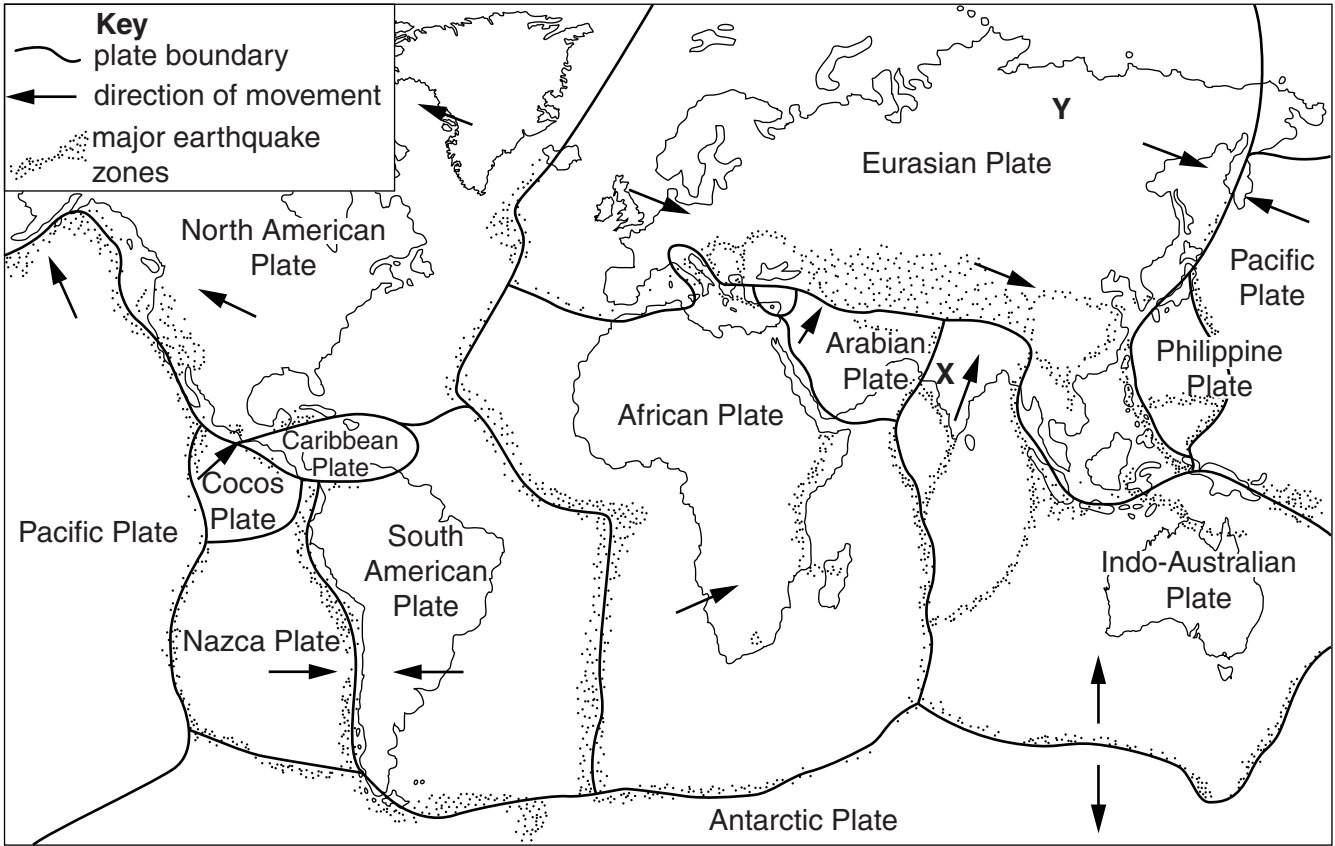 Key
plate boundary
direction of movement
major earthquake
zones
Y
Eurasian Plate
North American
Plate
Pacific
Plate
Arabian
Plate
X
Philippine
Plate
African Plate
Caribbean
Plate
Cocos
Plate
Pacific Plate
South
American
Plate
Indo-Australian
Plate
Nazca Plate
Antarctic Plate